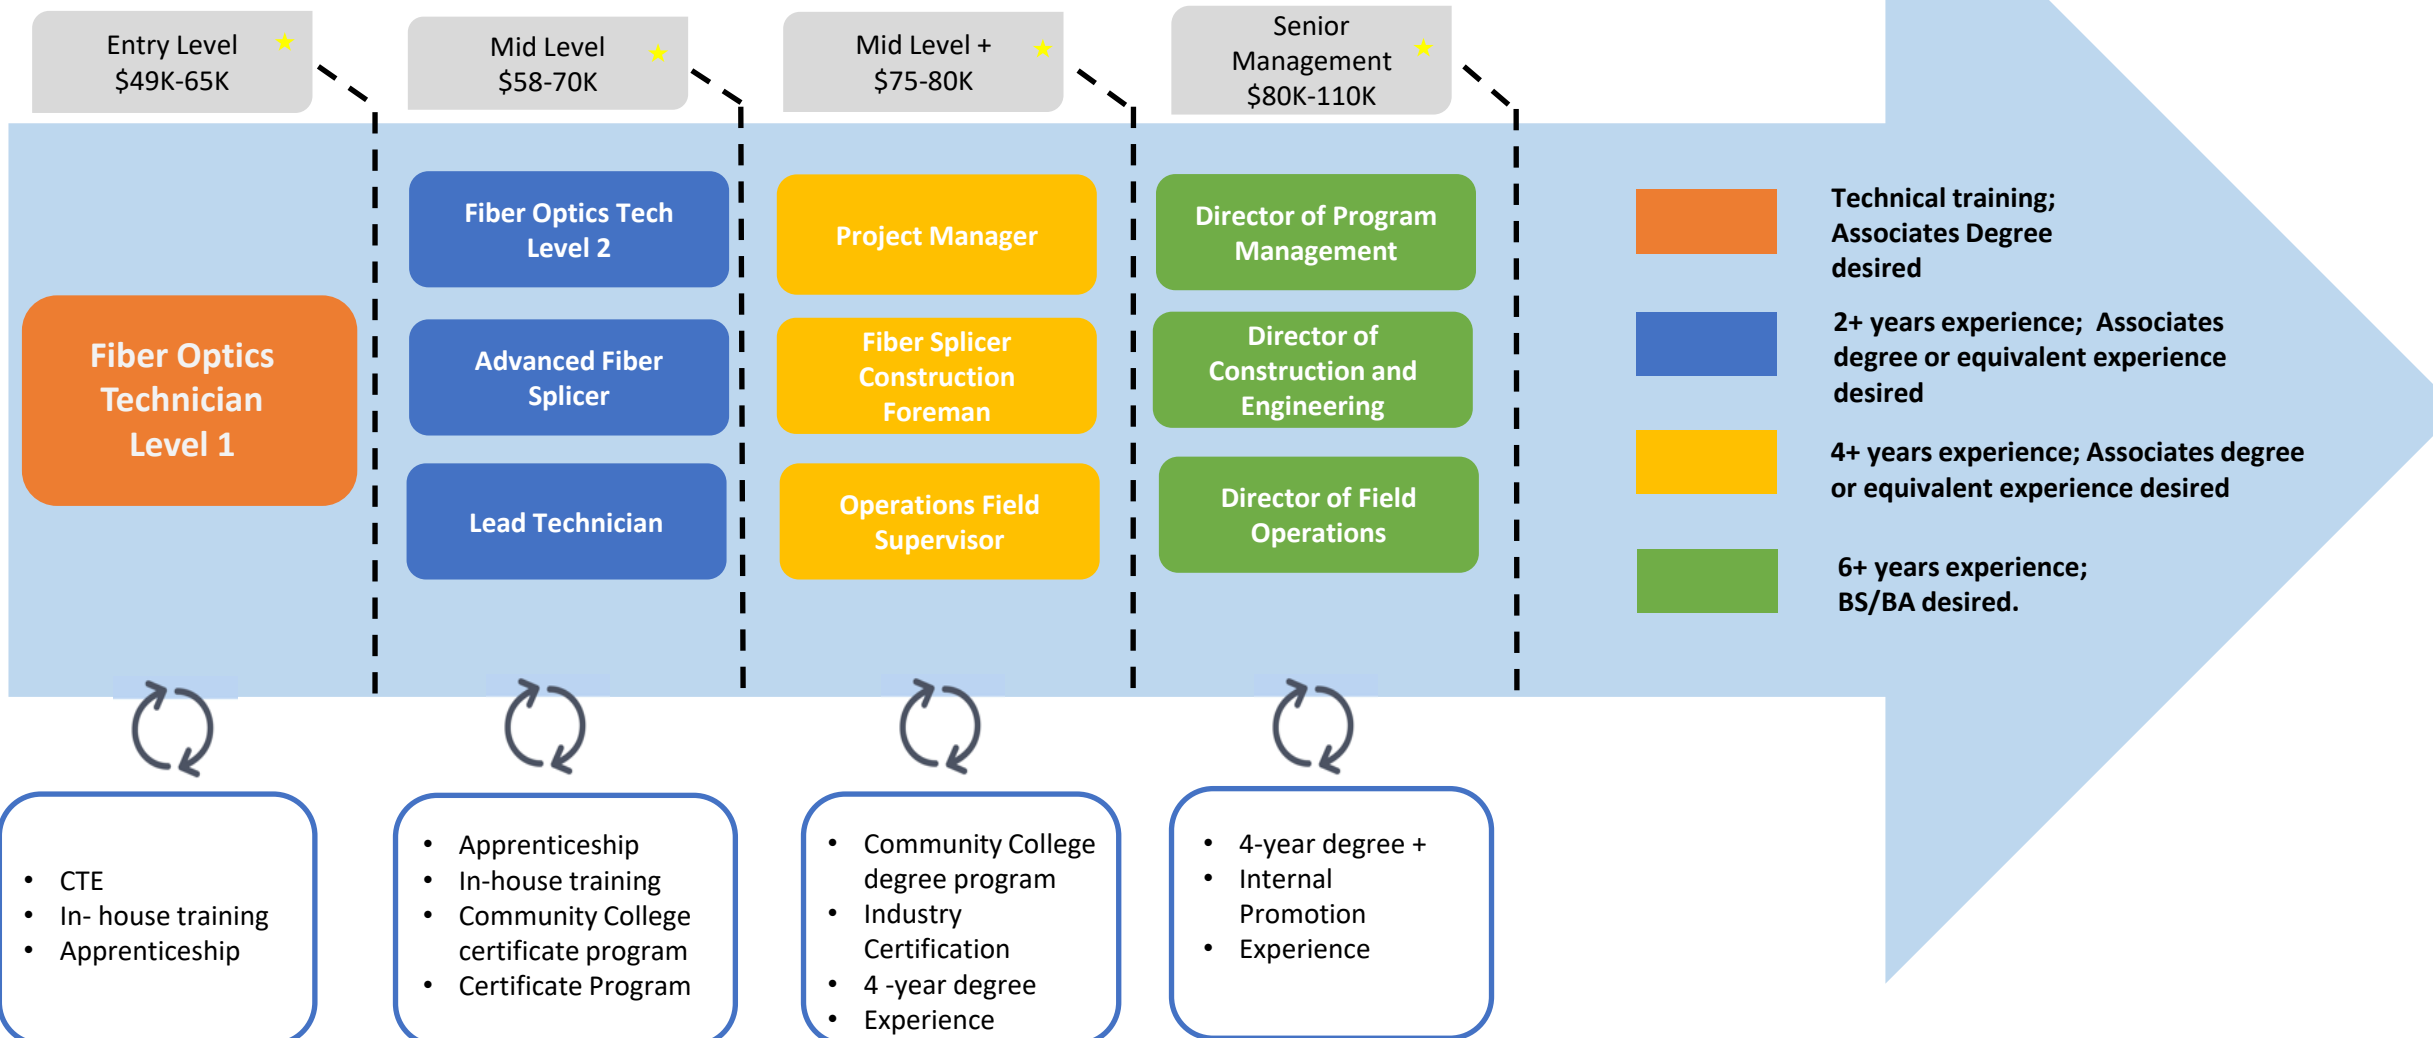 Entry Level
$49K-65K
Mid Level
$58-70K
Mid Level +
$75-80K
Senior
Management
$80K-110K
Fiber Optics
Technician
Level 1
Fiber Optics Tech
Level 2
Advanced Fiber
Splicer
Lead Technician
Project Manager
Fiber Splicer
Construction
Foreman
Operations Field
Supervisor
Director of Program
Management
Director of
Construction and
Engineering
Director of Field
Operations
Technical training;
Associates Degree
desired
2+ years experience;  Associates
degree or equivalent experience
desired
4+ years experience; Associates degree
or equivalent experience desired
6+ years experience;
BS/BA desired.
• CTE
• In- house training
• Apprenticeship
• Apprenticeship
• In-house training
• Community College
certificate program
• Certificate Program
• Community College
degree program
• Industry
Certification
• 4 -year degree
• Experience
• 4-year degree +
• Internal
Promotion
• Experience